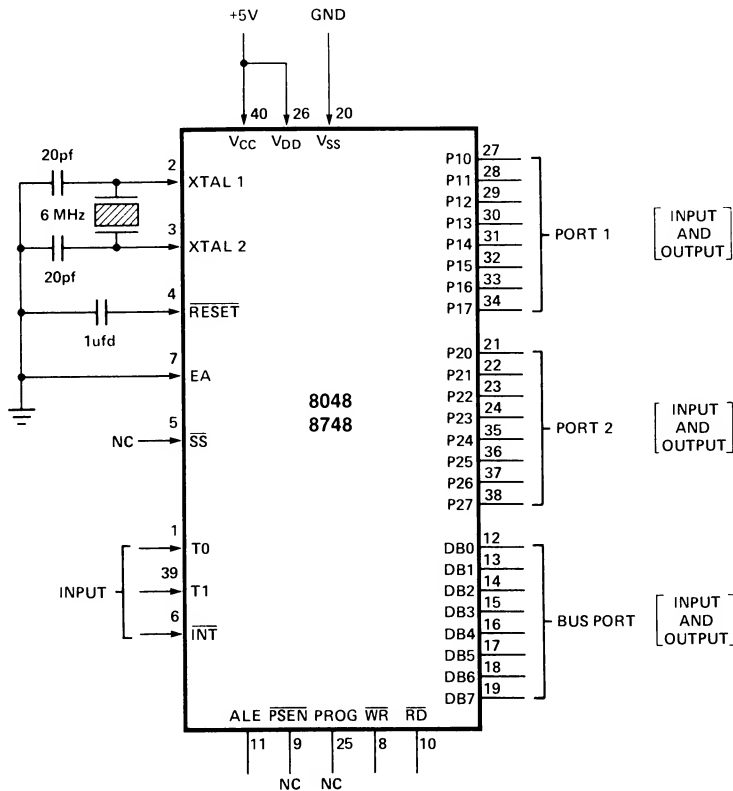 +5V GND
40 26 20
VCC VDD VSS
20pf
2
XTAL 1
6 MHz
3
XTAL 2
20pf
4
RESET
1ufd
7
EA
8048
8748
5
NC SS
1
T0
39
INPUT T1
6
INT
P10 27
P11 28
P12 29
P13 30
P14 31
P15 32
P16 33
P17 34
PORT 1
INPUT
AND
OUTPUT
P20 21
P21 22
P22 23
P23 24
P24 35
P25 36
P26 37
P27 38
PORT 2
INPUT
AND
OUTPUT
DB0 12
DB1 13
DB2 14
DB3 15
DB4 16
DB5 17
DB6 18
DB7 19
BUS PORT
INPUT
AND
OUTPUT
ALE PSEN PROG WR RD
11 9 25 8 10
NC NC